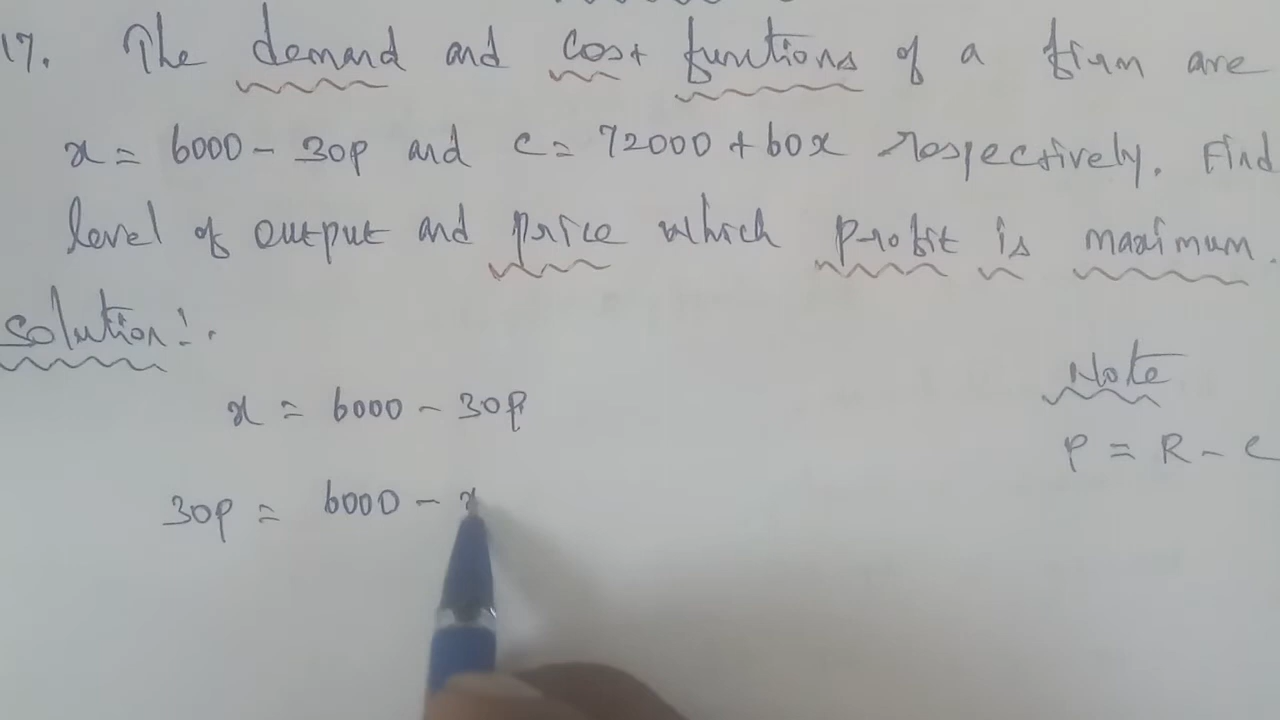 17. The demand and cost functions of a firm are
x = 6000 - 30p and c = 72000 + 60x respectively. Find
level of output and price which profit is maximum.
Solution:
Note
x = 6000 - 30p
P = R - C
30p = 6000 - x